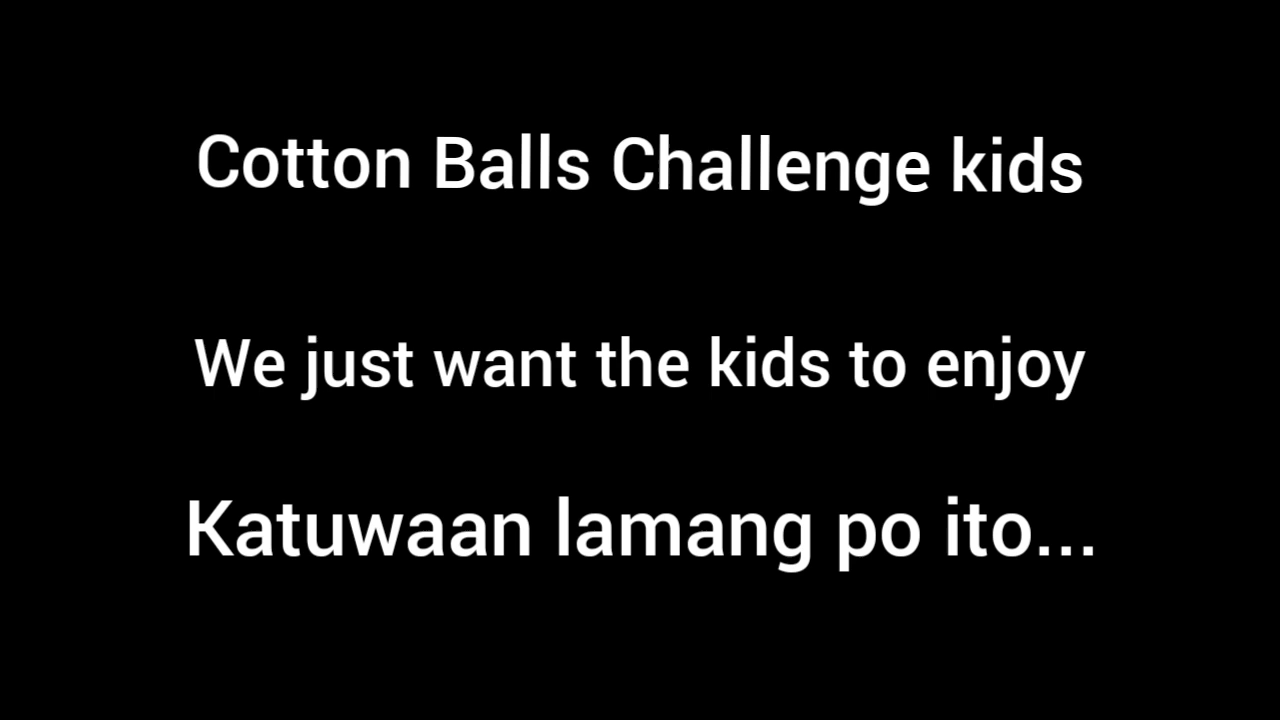 Cotton Balls Challenge kids
We just want the kids to enjoy
Katuwaan lamang po ito...